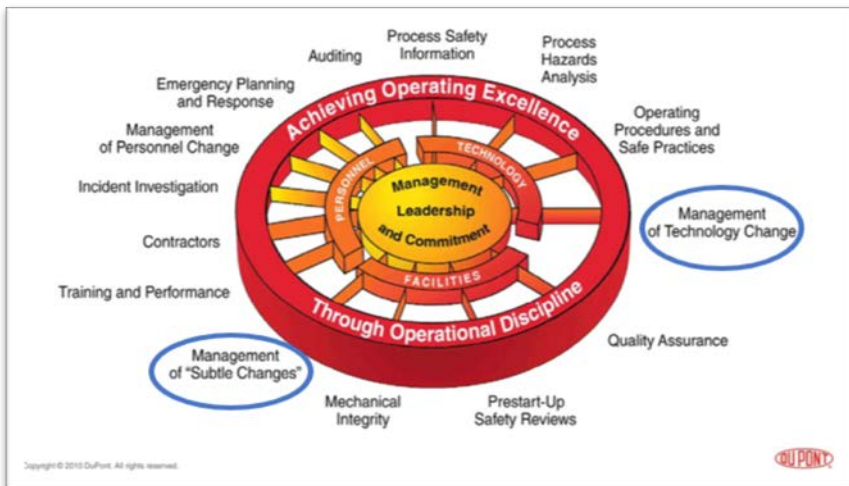 Process Safety
Information
Auditing
Process
Hazards
Analysis
Emergency Planning
and Response
Achieving Operating Excellence
Operating
Procedures and
Safe Practices
Management
of Personnel Change
PERSONNEL
TECHNOLOGY
Incident Investigation
Management
Leadership
and Commitment
Management
of Technology Change
Contractors
FACILITIES
Training and Performance
Through Operational Discipline
Quality Assurance
Management
of “Subtle Changes”
Mechanical
Integrity
Prestart-Up
Safety Reviews
Copyright © 2010 DuPont. All rights reserved.
DU PONT